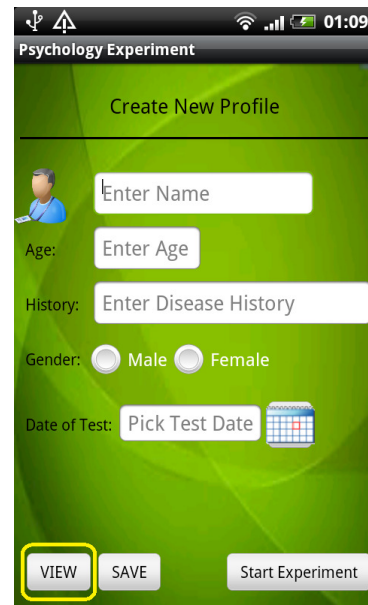 01:09
Psychology Experiment
Create New Profile
Enter Name
Age: Enter Age
History: Enter Disease History
Gender: Male Female
Date of Test: Pick Test Date
VIEW SAVE Start Experiment